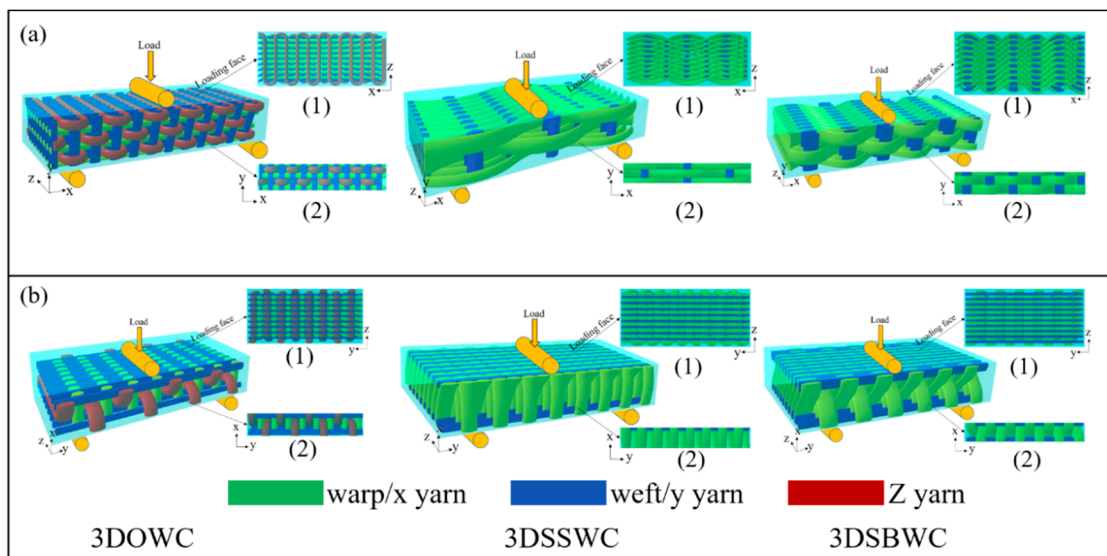 (a)
Load
Loading face
(1)
z
x
y
z
x
y
x
(2)
Load
Loading face
(1)
z
x
y
z
x
y
x
(2)
Load
Loading face
(1)
z
x
y
z
x
y
x
(2)
(b)
Load
Loading face
(1)
z
y
x
z
y
x
y
(2)
Load
Loading face
(1)
z
y
x
z
y
x
y
(2)
Load
Loading face
(1)
z
y
x
z
y
x
y
(2)
warp/x yarn
weft/y yarn
Z yarn
3DOWC
3DSSWC
3DSBWC